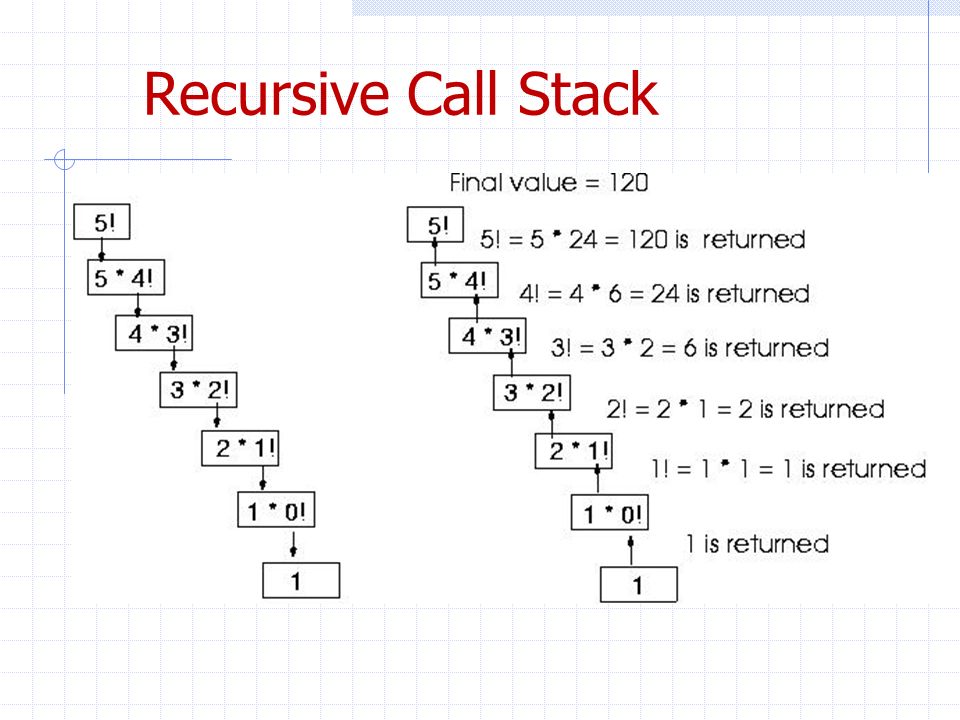 Recursive Call Stack
5!
5 * 4!
4 * 3!
3 * 2!
2 * 1!
1 * 0!
1
Final value = 120
5!
5! = 5 * 24 = 120 is returned
5 * 4!
4! = 4 * 6 = 24 is returned
4 * 3!
3! = 3 * 2 = 6 is returned
3 * 2!
2! = 2 * 1 = 2 is returned
2 * 1!
1! = 1 * 1 = 1 is returned
1 * 0!
1 is returned
1